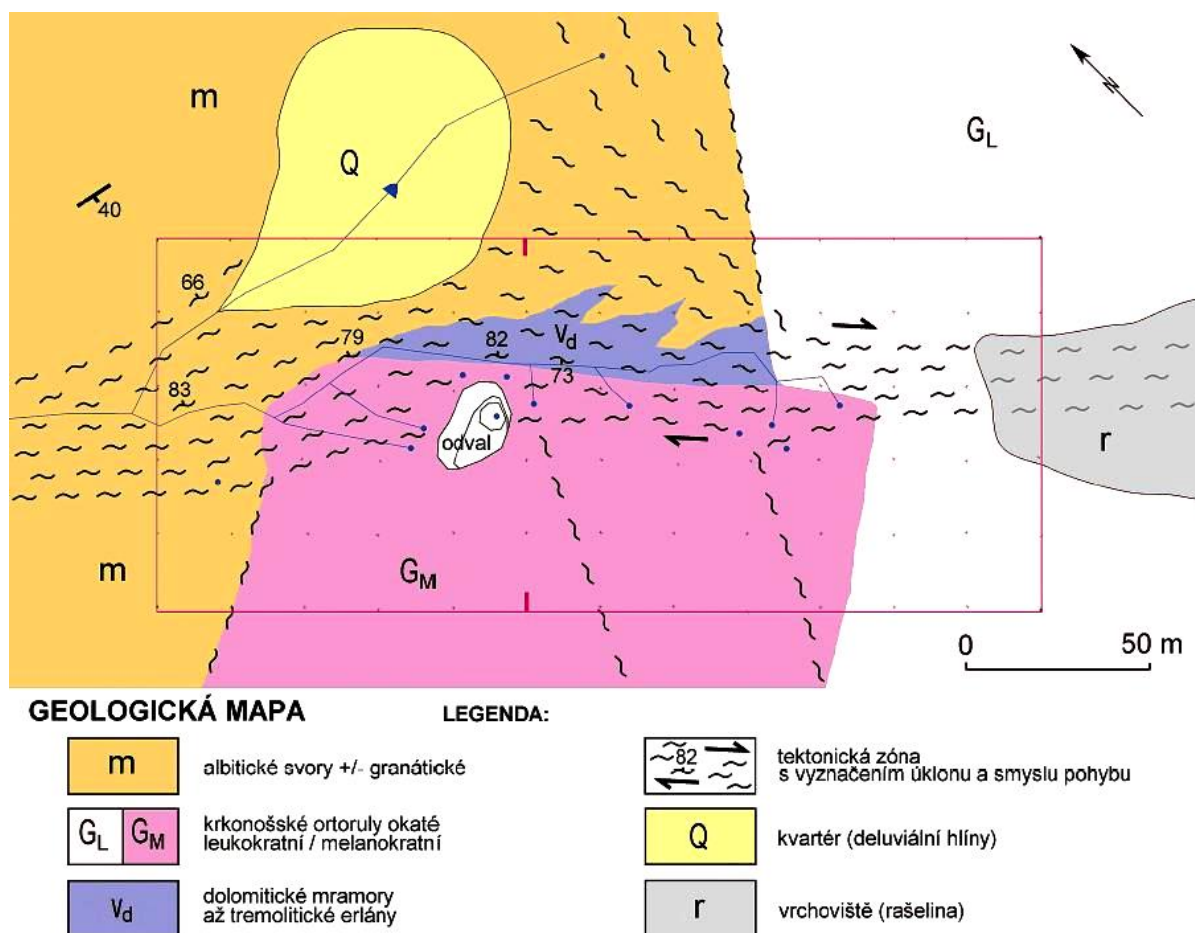 m
Q
G_L
N
40
66
79
82
V_d
73
83
odval
r
m
G_M
0 50 m
GEOLOGICKÁ MAPA
LEGENDA:
m albitické svory +/- granátické
G_L G_M krkonošské ortoruly okaté
leukokratní / melanokratní
V_d dolomitické mramory
až tremolitické erlány
82 tektonická zóna
s vyznačením úklonu a smyslu pohybu
Q kvartér (deluviální hlíny)
r vrchoviště (rašelina)